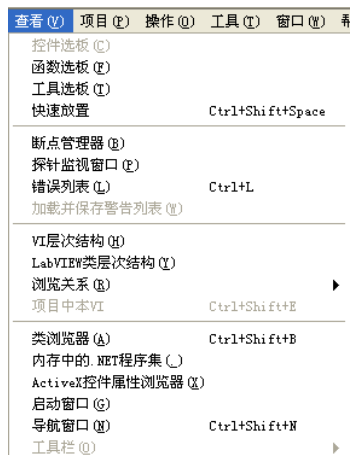 查看(V) 项目(P) 操作(O) 工具(T) 窗口(W)
控件选板(C)
函数选板(F)
工具选板(T)
快速放置 Ctrl+Shift+Space
断点管理器(B)
探针监视窗口(P)
错误列表(L) Ctrl+L
加载并保存警告列表(W)
VI层次结构(H)
LabVIEW类层次结构(Y)
浏览关系(R)
项目中本VI Ctrl+Shift+E
类浏览器(A) Ctrl+Shift+B
内存中的.NET程序集(_)
ActiveX控件属性浏览器(X)
启动窗口(G)
导航窗口(N) Ctrl+Shift+N
工具栏(O)